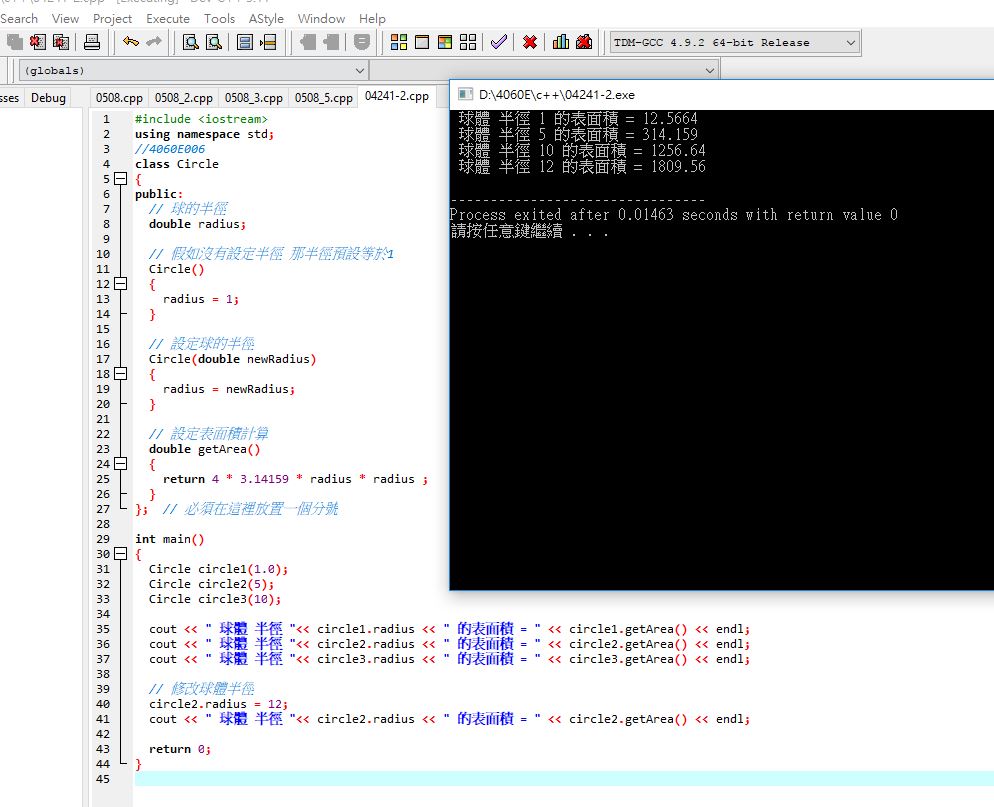 Search View Project Execute Tools AStyle Window Help
TDM-GCC 4.9.2 64-bit Release
(globals)
sses Debug
0508.cpp 0508_2.cpp 0508_3.cpp 0508_5.cpp 04241-2.cpp
1 #include <iostream>
2 using namespace std;
3 //4060E006
4 class Circle
5 {
6 public:
7 // 球的半徑
8 double radius;
9
10 // 假如沒有設定半徑 那半徑預設等於1
11 Circle()
12 {
13 radius = 1;
14 }
15
16 // 設定球的半徑
17 Circle(double newRadius)
18 {
19 radius = newRadius;
20 }
21
22 // 設定表面積計算
23 double getArea()
24 {
25 return 4 * 3.14159 * radius * radius ;
26 }
27 }; // 必須在這裡放置一個分號
28
29 int main()
30 {
31 Circle circle1(1.0);
32 Circle circle2(5);
33 Circle circle3(10);
34
35 cout << " 球體 半徑 "<< circle1.radius << " 的表面積 = " << circle1.getArea() << endl;
36 cout << " 球體 半徑 "<< circle2.radius << " 的表面積 = " << circle2.getArea() << endl;
37 cout << " 球體 半徑 "<< circle3.radius << " 的表面積 = " << circle3.getArea() << endl;
38
39 // 修改球體半徑
40 circle2.radius = 12;
41 cout << " 球體 半徑 "<< circle2.radius << " 的表面積 = " << circle2.getArea() << endl;
42
43 return 0;
44 }
45
D:\4060E\c++\04241-2.exe
球體 半徑 1 的表面積 = 12.5664
球體 半徑 5 的表面積 = 314.159
球體 半徑 10 的表面積 = 1256.64
球體 半徑 12 的表面積 = 1809.56
--------------------------------
Process exited after 0.01463 seconds with return value 0
請按任意鍵繼續 . . .